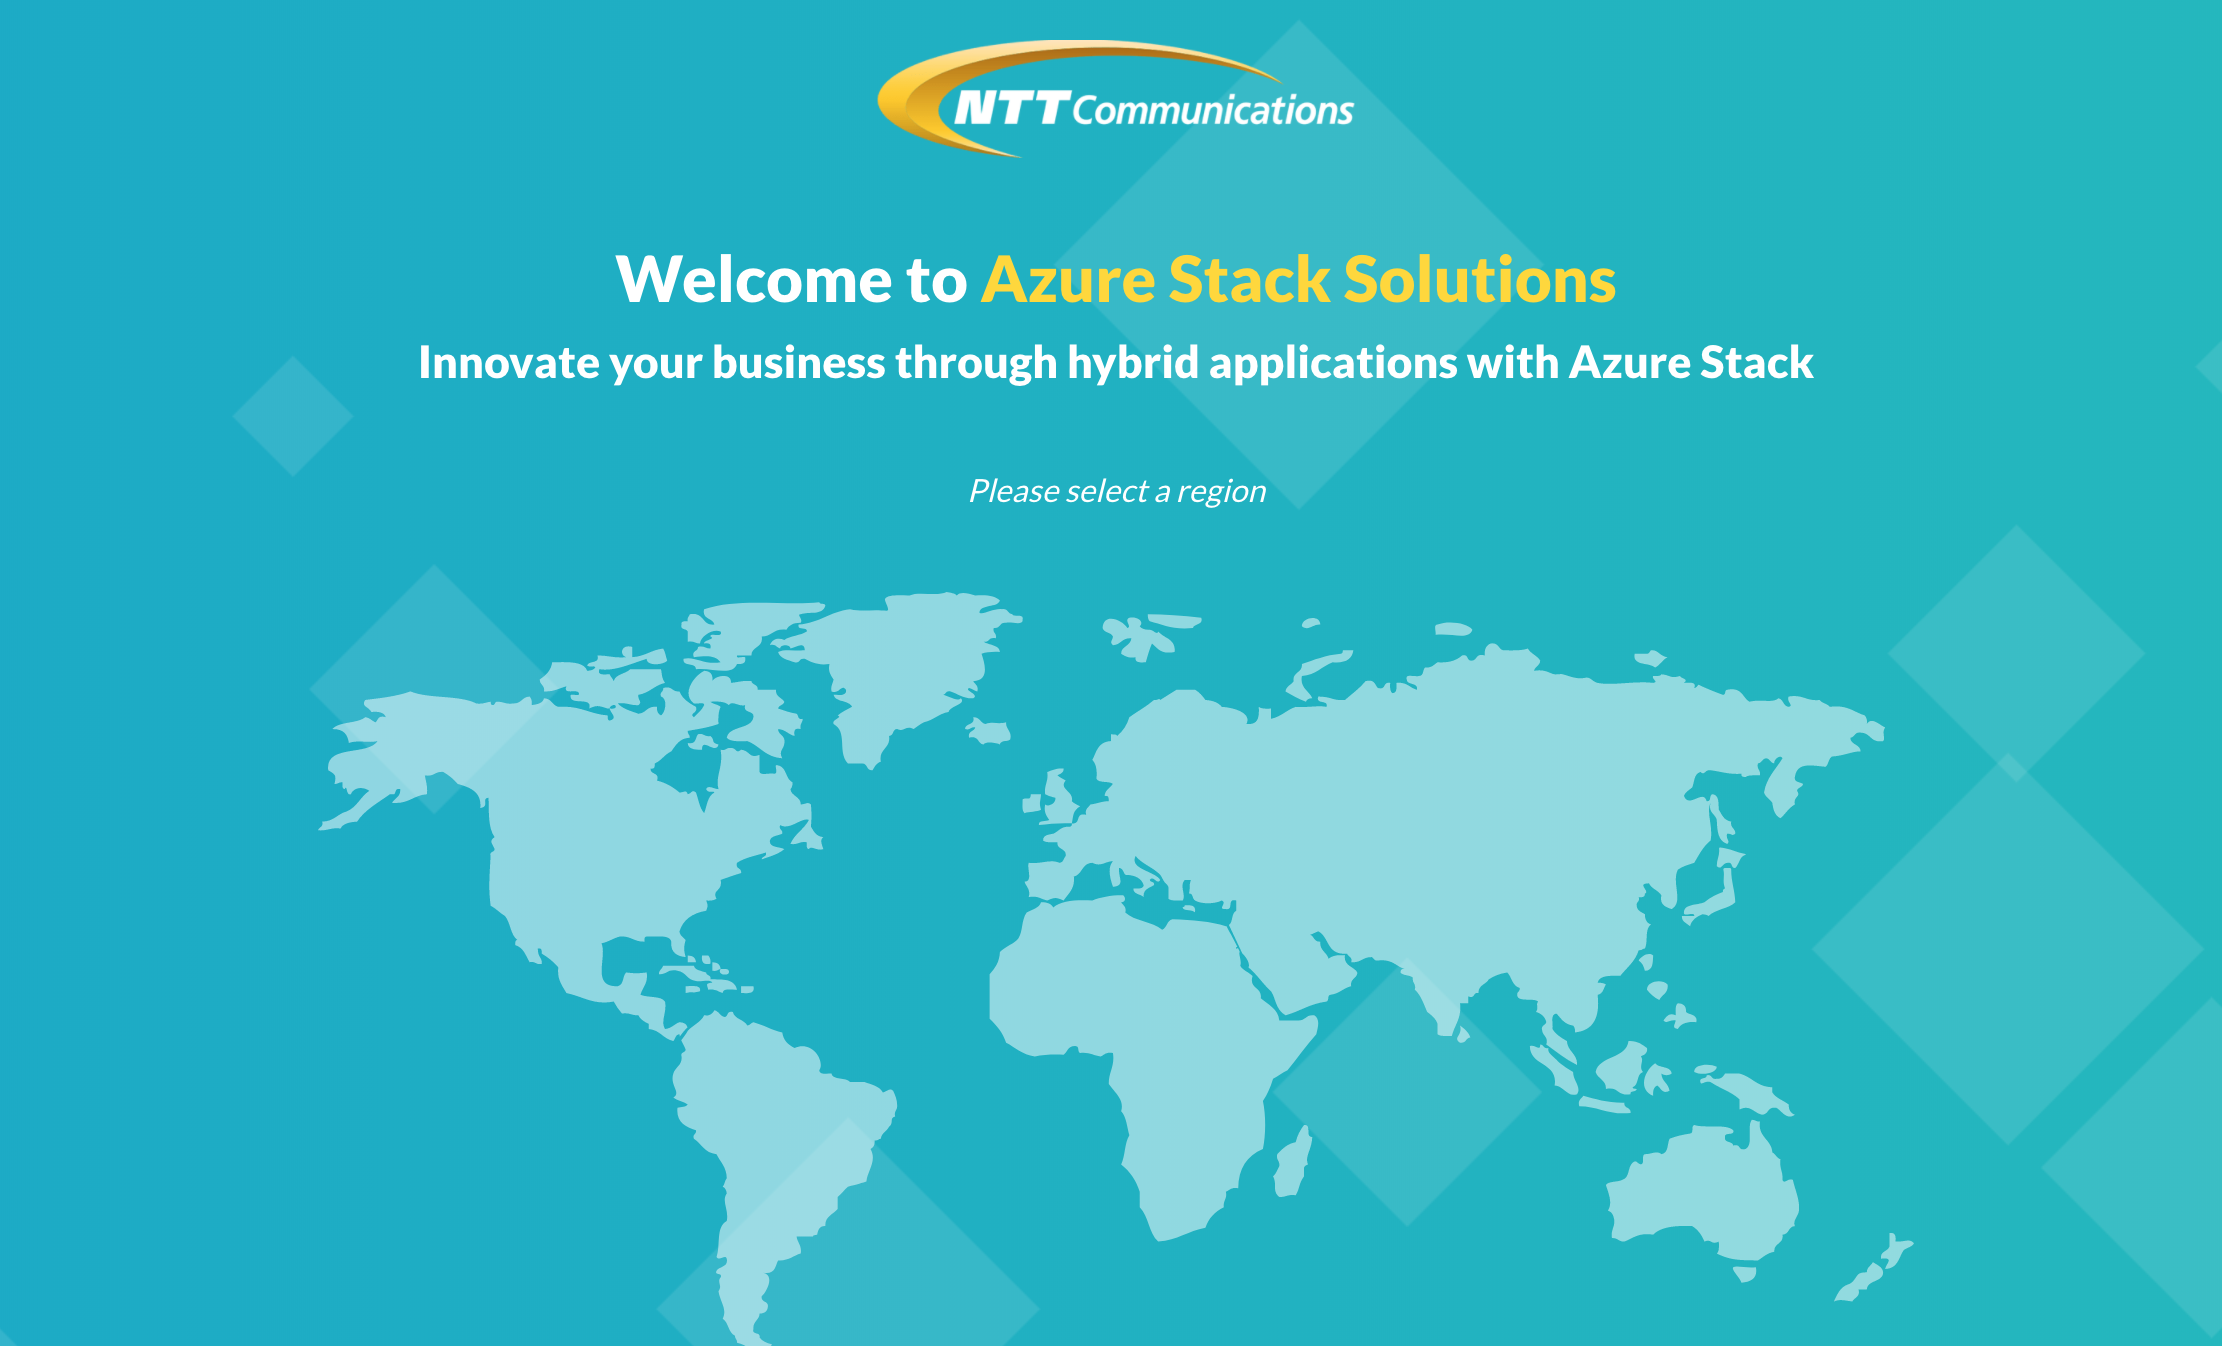 NTT Communications
Welcome to Azure Stack Solutions
Innovate your business through hybrid applications with Azure Stack
Please select a region